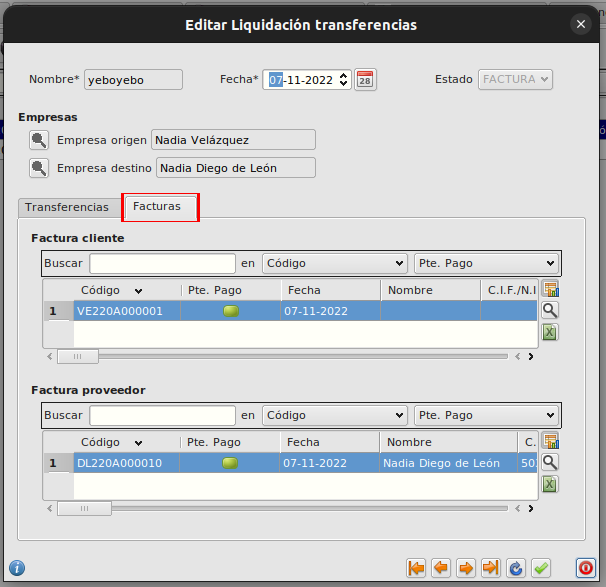 Editar Liquidación transferencias
Nombre* yeboyebo Fecha* 07-11-2022 28 Estado FACTURA
Empresas
Empresa origen Nadia Velázquez
Empresa destino Nadia Diego de León
Transferencias Facturas
Factura cliente
Buscar en Código Pte. Pago
Código Pte. Pago Fecha Nombre C.I.F./N.I
1 VE220A000001 07-11-2022
Factura proveedor
Buscar en Código Pte. Pago
Código Pte. Pago Fecha Nombre C.
1 DL220A000010 07-11-2022 Nadia Diego de León